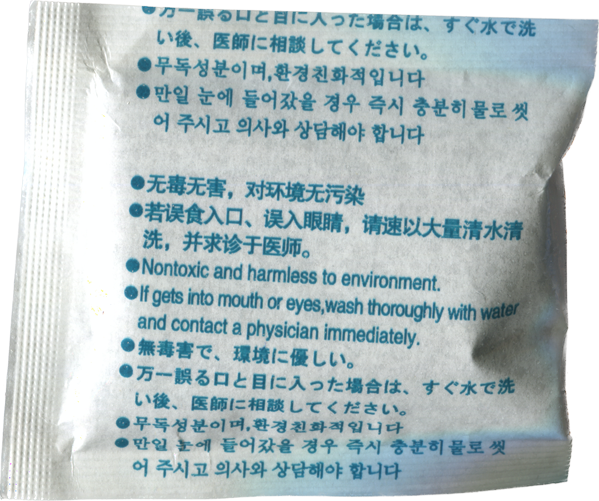 ●万一誤る口と目に入った場合は、すぐ水で洗
い後、医師に相談してください。
●무독성분이며,환경친화적입니다
●만일 눈에 들어갔을 경우 즉시 충분히물로 씻
어 주시고 의사와 상담해야 합니다
●无毒无害，对环境无污染
●若误食入口、误入眼睛，请速以大量清水清
洗，并求诊于医师。
●Nontoxic and harmless to environment.
●If gets into mouth or eyes,wash thoroughly with water
and contact a physician immediately.
●無毒害で、環境に優しい。
●万一誤る口と目に入った場合は、すぐ水で洗
い後、医師に相談してください。
●무독성분이며,환경친화적입니다
●만일 눈에 들어갔을 경우 즉시 충분히물로 씻
어 주시고 의사와 상담해야 합니다